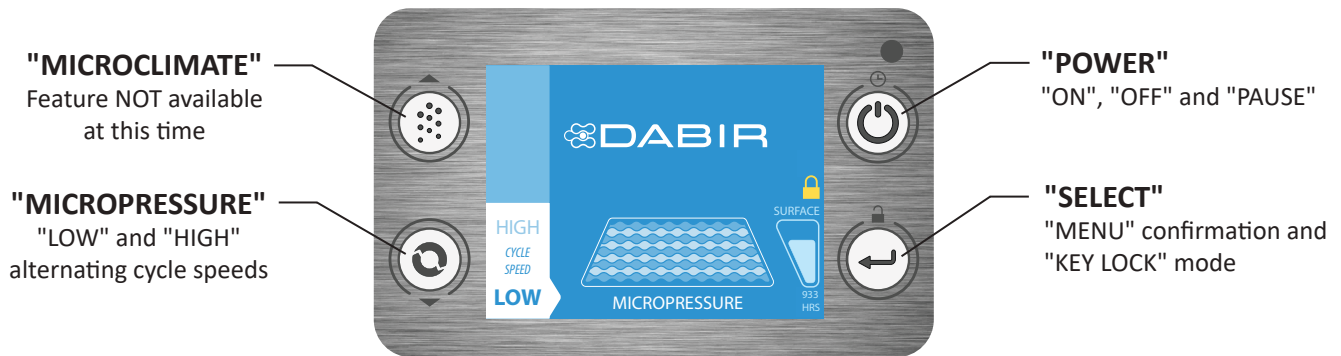 "MICROCLIMATE"
Feature NOT available
at this time
"MICROPRESSURE"
"LOW" and "HIGH"
alternating cycle speeds
DABIR
SURFACE
HIGH
CYCLE
SPEED
LOW
MICROPRESSURE
933
HRS
"POWER"
"ON", "OFF" and "PAUSE"
"SELECT"
"MENU" confirmation and
"KEY LOCK" mode